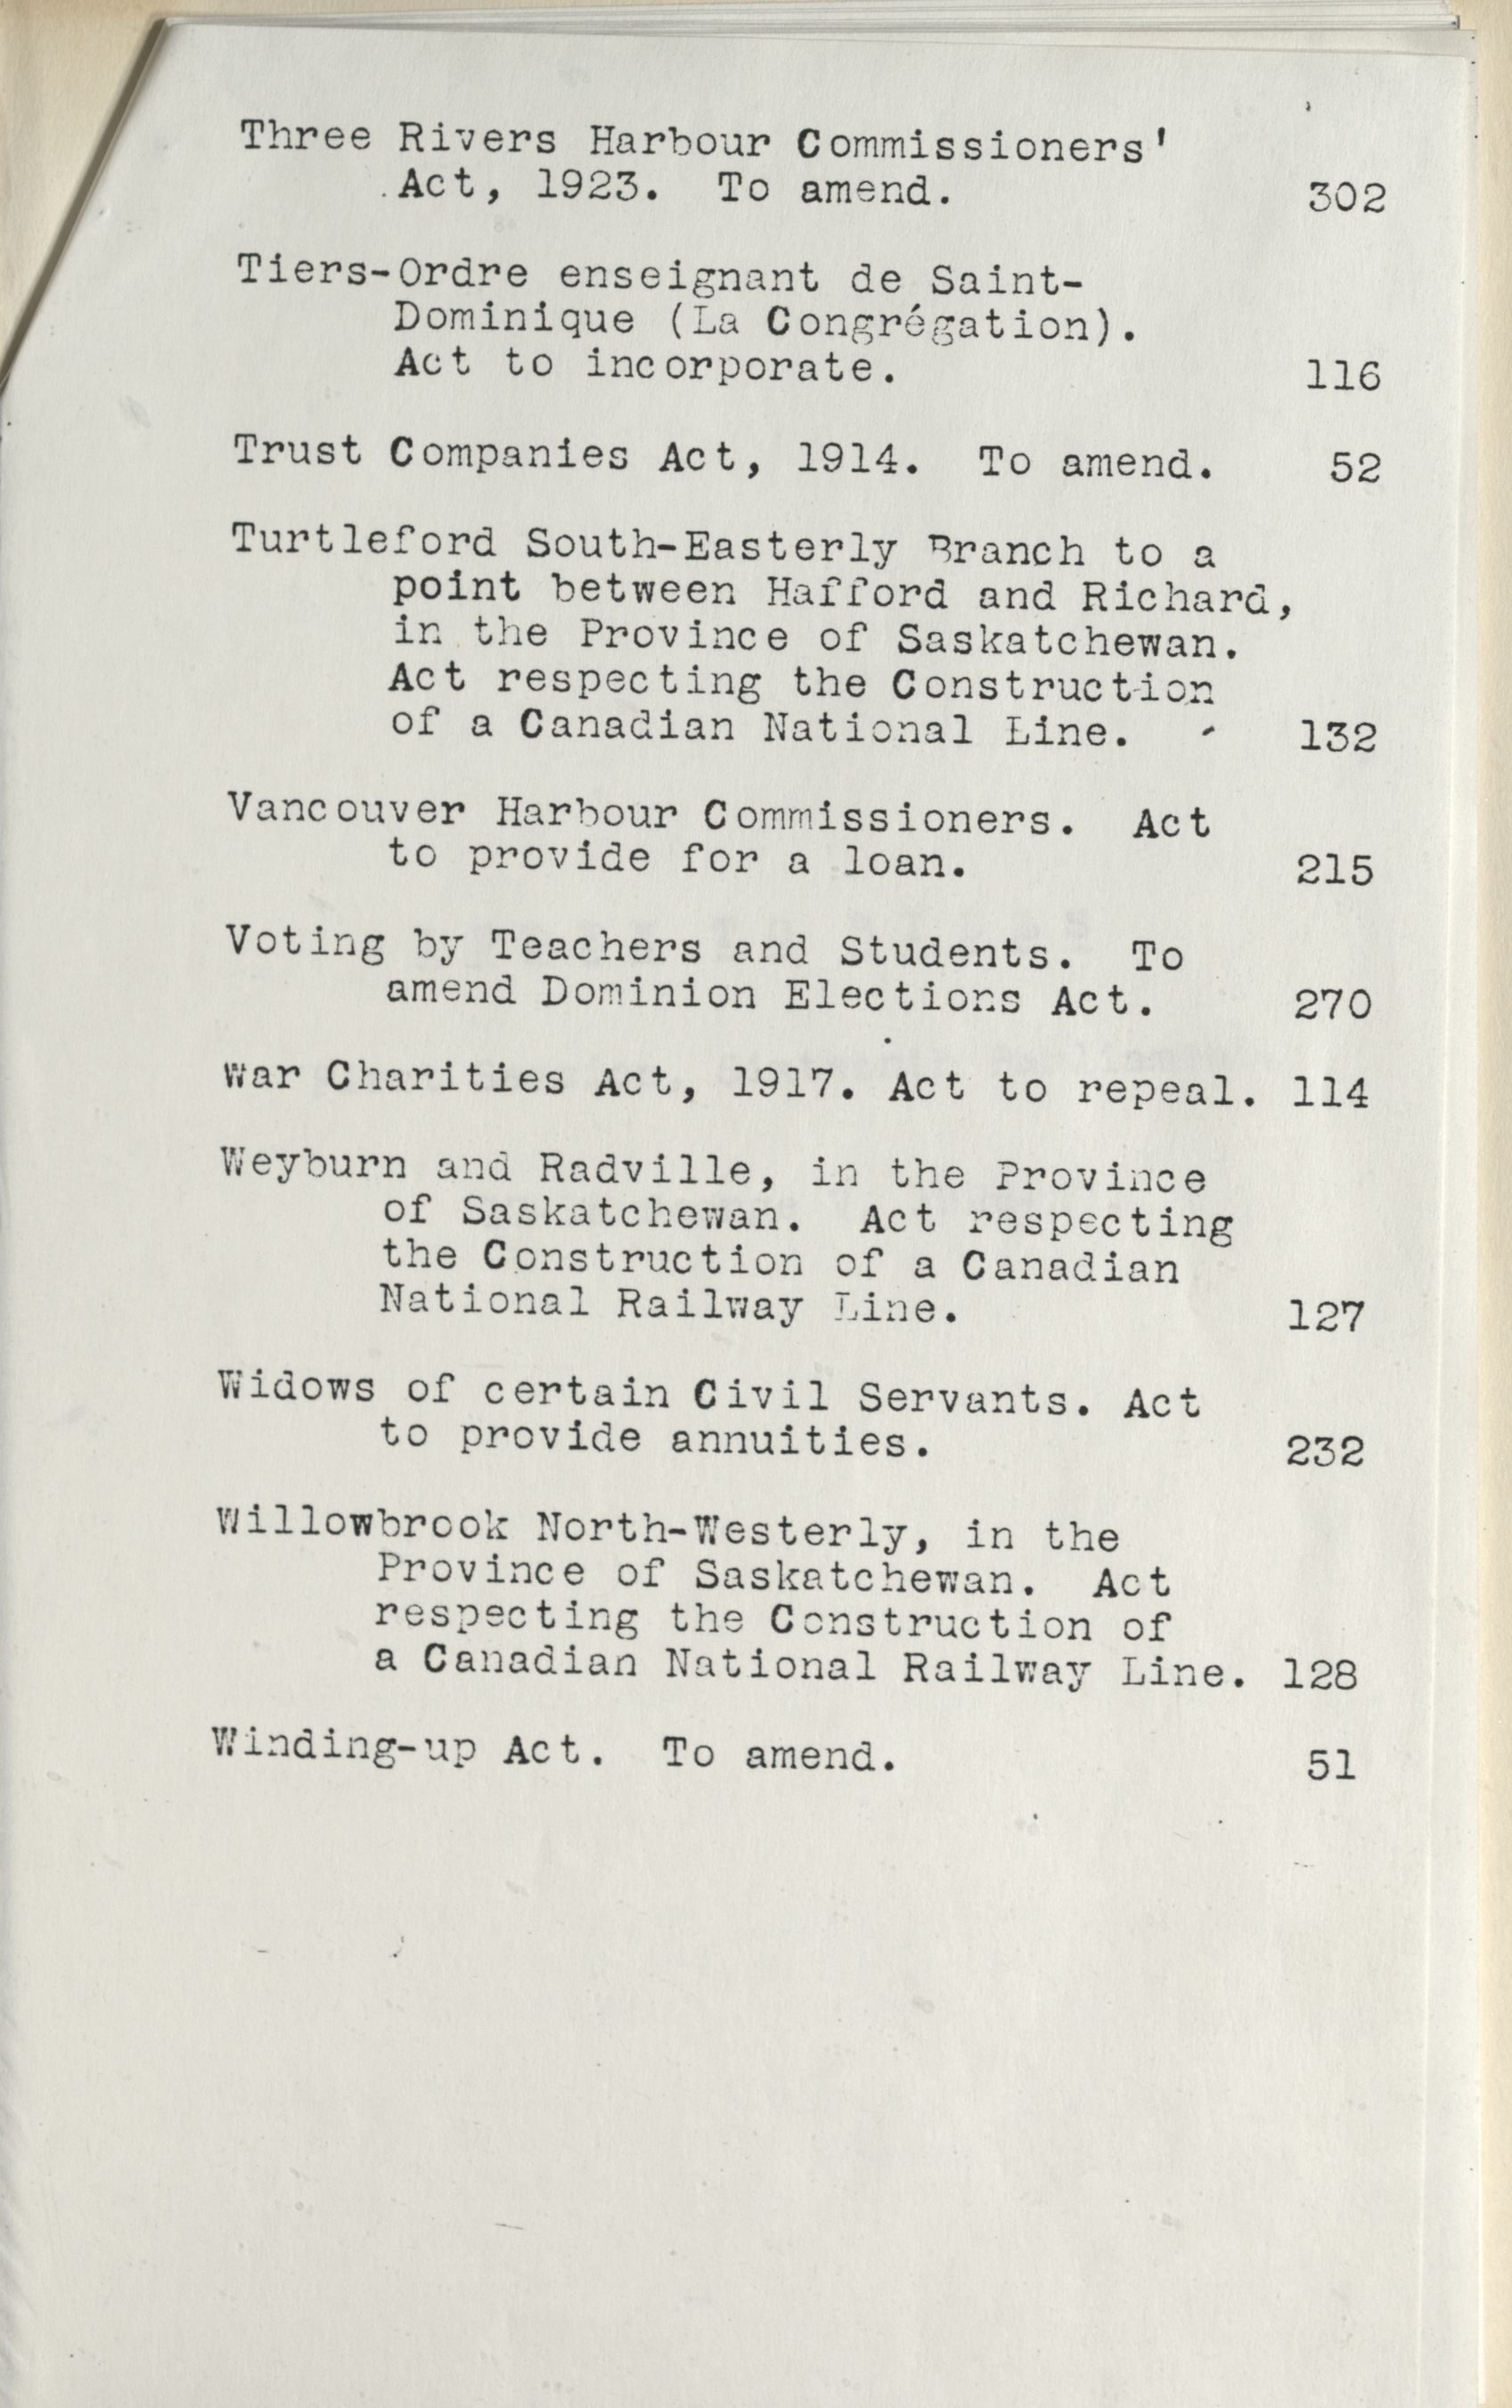 Three Rivers Harbour Commissioners'
Act, 1923. To amend. 302
Tiers-Ordre enseignant de Saint-
Dominique (La Congrégation).
Act to incorporate. 116
Trust Companies Act, 1914. To amend. 52
Turtleford South-Easterly Branch to a
point between Hafford and Richard,
in the Province of Saskatchewan.
Act respecting the Construction
of a Canadian National Line. 132
Vancouver Harbour Commissioners. Act
to provide for a loan. 215
Voting by Teachers and Students. To
amend Dominion Elections Act. 270
War Charities Act, 1917. Act to repeal. 114
Weyburn and Radville, in the Province
of Saskatchewan. Act respecting
the Construction of a Canadian
National Railway Line. 127
Widows of certain Civil Servants. Act
to provide annuities. 232
Willowbrook North-Westerly, in the
Province of Saskatchewan. Act
respecting the Construction of
a Canadian National Railway Line. 128
Winding-up Act. To amend. 51